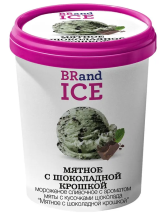 BRand
ICE
МЯТНОЕ
С ШОКОЛАДНОЙ
КРОШКОЙ
мороженое сливочное с ароматом
мяты с кусочками шоколада
"Мятное с шоколадной крошкой"